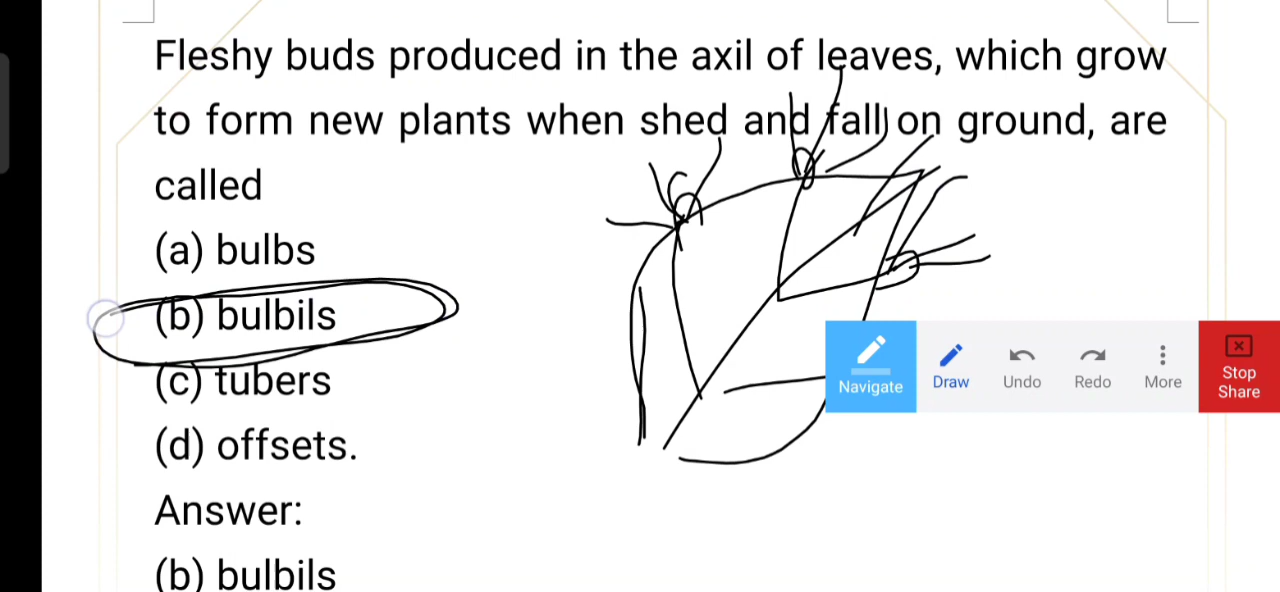 Fleshy buds produced in the axil of leaves, which grow
to form new plants when shed and fall on ground, are
called
(a) bulbs
(b) bulbils
(c) tubers
(d) offsets.
Answer:
(b) bulbils
Navigate
Draw
Undo
Redo
More
Stop
Share